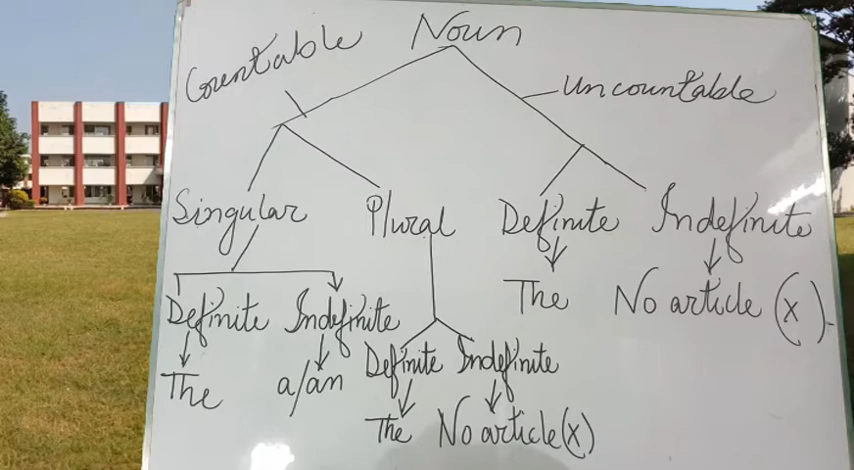 Noun
Countable
Uncountable
Singular Plural Definite Indefinite
The No article (x).
Definite Indefinite
The a/an
Definite Indefinite
The No article (x)